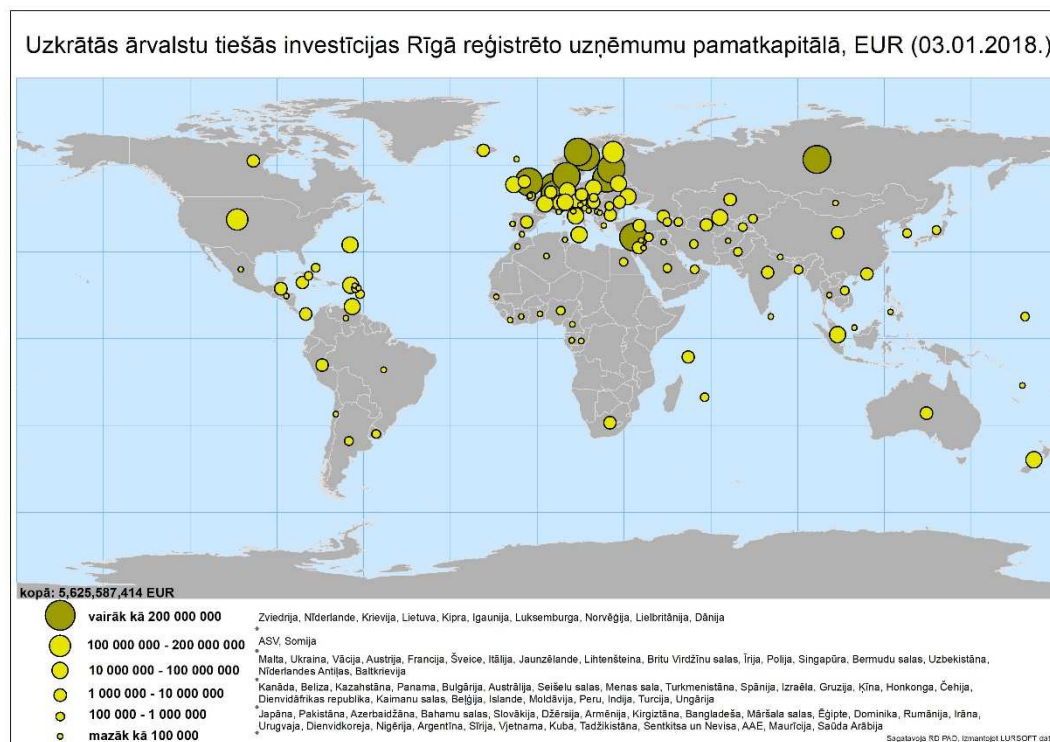 Uzkrātās ārvalstu tiešās investīcijas Rīgā reģistrēto uzņēmumu pamatkapitālā, EUR (03.01.2018.)
kopā: 5,625,587,414 EUR
vairāk kā 200 000 000
Zviedrija, Nīderlande, Krievija, Lietuva, Kipra, Igaunija, Luksemburga, Norvēģija, Lielbritānija, Dānija
100 000 000 - 200 000 000
ASV, Somija
10 000 000 - 100 000 000
Malta, Ukraina, Vācija, Austrija, Francija, Šveice, Itālija, Jaunzēlande, Lihtenšteina, Britu Virdžīnu salas, Īrija, Polija, Singapūra, Bermudu salas, Uzbekistāna,
Nīderlandes Antiļas, Baltkrievija
1 000 000 - 10 000 000
Kanāda, Beliza, Kazahstāna, Panama, Bulgārija, Austrālija, Seišelu salas, Menas sala, Turkmenistāna, Spānija, Izraēla, Gruzija, Ķīna, Honkonga, Čehija,
Dienvidāfrikas republika, Kaimanu salas, Beļģija, Islande, Moldāvija, Peru, Indija, Turcija, Ungārija
100 000 - 1 000 000
Japāna, Pakistāna, Azerbaidžāna, Bahamu salas, Slovākija, Džērsija, Armēnija, Kirgiztāna, Bangladeša, Māršala salas, Ēģipte, Dominika, Rumānija, Irāna,
Urugvaja, Dienvidkoreja, Nigērija, Argentīna, Sīrija, Vjetnama, Kuba, Tadžikistāna, Sentkitsa un Nevisa, AAE, Maurīcija, Saūda Arābija
mazāk kā 100 000
Sagatavoja RD PAD, izmantojot LURSOFT dat